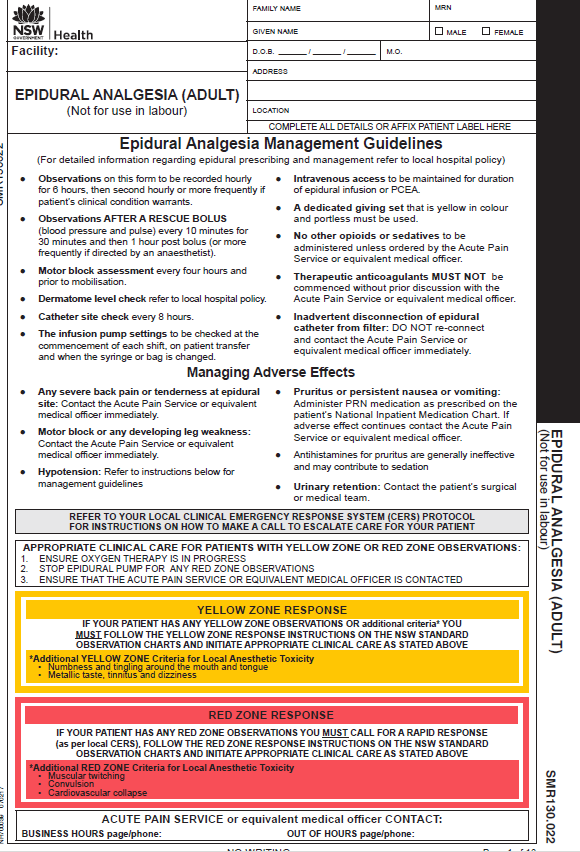 NSW
GOVERNMENT
Health
Facility:
FAMILY NAME
MRN
GIVEN NAME
☐ MALE ☐ FEMALE
D.O.B. ______ / ______ / ______
M.O.
ADDRESS
LOCATION
COMPLETE ALL DETAILS OR AFFIX PATIENT LABEL HERE
EPIDURAL ANALGESIA (ADULT)
(Not for use in labour)
Epidural Analgesia Management Guidelines
(For detailed information regarding epidural prescribing and management refer to local hospital policy)
● Observations on this form to be recorded hourly
for 6 hours, then second hourly or more frequently if
patient's clinical condition warrants.
● Observations AFTER A RESCUE BOLUS
(blood pressure and pulse) every 10 minutes for
30 minutes and then 1 hour post bolus (or more
frequently if directed by an anaesthetist).
● Motor block assessment every four hours and
prior to mobilisation.
● Dermatome level check refer to local hospital policy.
● Catheter site check every 8 hours.
● The infusion pump settings to be checked at the
commencement of each shift, on patient transfer
and when the syringe or bag is changed.
● Intravenous access to be maintained for duration
of epidural infusion or PCEA.
● A dedicated giving set that is yellow in colour
and portless must be used.
● No other opioids or sedatives to be
administered unless ordered by the Acute Pain
Service or equivalent medical officer.
● Therapeutic anticoagulants MUST NOT be
commenced without prior discussion with the
Acute Pain Service or equivalent medical officer.
● Inadvertent disconnection of epidural
catheter from filter: DO NOT re-connect
and contact the Acute Pain Service or
equivalent medical officer immediately.
Managing Adverse Effects
● Any severe back pain or tenderness at epidural
site: Contact the Acute Pain Service or equivalent
medical officer immediately.
● Motor block or any developing leg weakness:
Contact the Acute Pain Service or equivalent
medical officer immediately.
● Hypotension: Refer to instructions below for
management guidelines
● Pruritus or persistent nausea or vomiting:
Administer PRN medication as prescribed on the
patient's National Inpatient Medication Chart. If
adverse effect continues contact the Acute Pain
Service or equivalent medical officer.
● Antihistamines for pruritus are generally ineffective
and may contribute to sedation
● Urinary retention: Contact the patient's surgical
or medical team.
REFER TO YOUR LOCAL CLINICAL EMERGENCY RESPONSE SYSTEM (CERS) PROTOCOL
FOR INSTRUCTIONS ON HOW TO MAKE A CALL TO ESCALATE CARE FOR YOUR PATIENT
APPROPRIATE CLINICAL CARE FOR PATIENTS WITH YELLOW ZONE OR RED ZONE OBSERVATIONS:
1. ENSURE OXYGEN THERAPY IS IN PROGRESS
2. STOP EPIDURAL PUMP FOR ANY RED ZONE OBSERVATIONS
3. ENSURE THAT THE ACUTE PAIN SERVICE OR EQUIVALENT MEDICAL OFFICER IS CONTACTED
YELLOW ZONE RESPONSE
IF YOUR PATIENT HAS ANY YELLOW ZONE OBSERVATIONS OR additional criteria* YOU
MUST FOLLOW THE YELLOW ZONE RESPONSE INSTRUCTIONS ON THE NSW STANDARD
OBSERVATION CHARTS AND INITIATE APPROPRIATE CLINICAL CARE AS STATED ABOVE
*Additional YELLOW ZONE Criteria for Local Anesthetic Toxicity
• Numbness and tingling around the mouth and tongue
• Metallic taste, tinnitus and dizziness
RED ZONE RESPONSE
IF YOUR PATIENT HAS ANY RED ZONE OBSERVATIONS YOU MUST CALL FOR A RAPID RESPONSE
(as per local CERS), FOLLOW THE RED ZONE RESPONSE INSTRUCTIONS ON THE NSW STANDARD
OBSERVATION CHARTS AND INITIATE APPROPRIATE CLINICAL CARE AS STATED ABOVE
*Additional RED ZONE Criteria for Local Anesthetic Toxicity
• Muscular twitching
• Convulsion
• Cardiovascular collapse
ACUTE PAIN SERVICE or equivalent medical officer CONTACT:
BUSINESS HOURS page/phone:
OUT OF HOURS page/phone:
NO WRITING
EPIDURAL ANALGESIA (ADULT)
(Not for use in labour)
SMR130.022